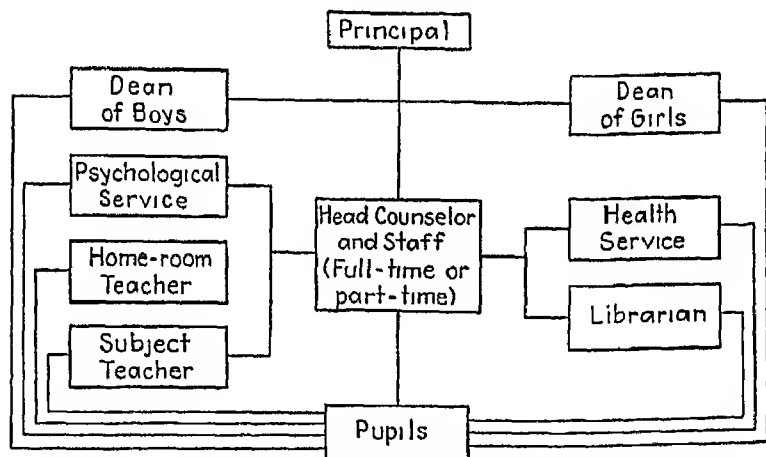 Principal
Dean
of Boys
Dean
of Girls
Psychological
Service
Head Counselor
and Staff
(Full-time or
part-time)
Health
Service
Home-room
Teacher
Librarian
Subject
Teacher
Pupils